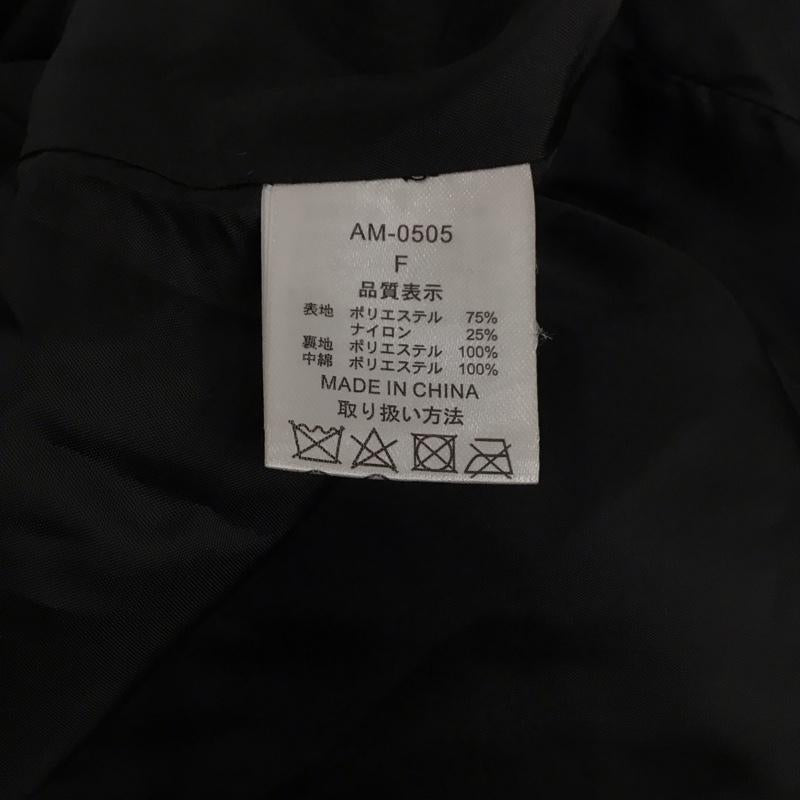 AM-0505
F
品質表示
表地 ポリエステル 75%
ナイロン 25%
裏地 ポリエステル 100%
中綿 ポリエステル 100%
MADE IN CHINA
取り扱い方法